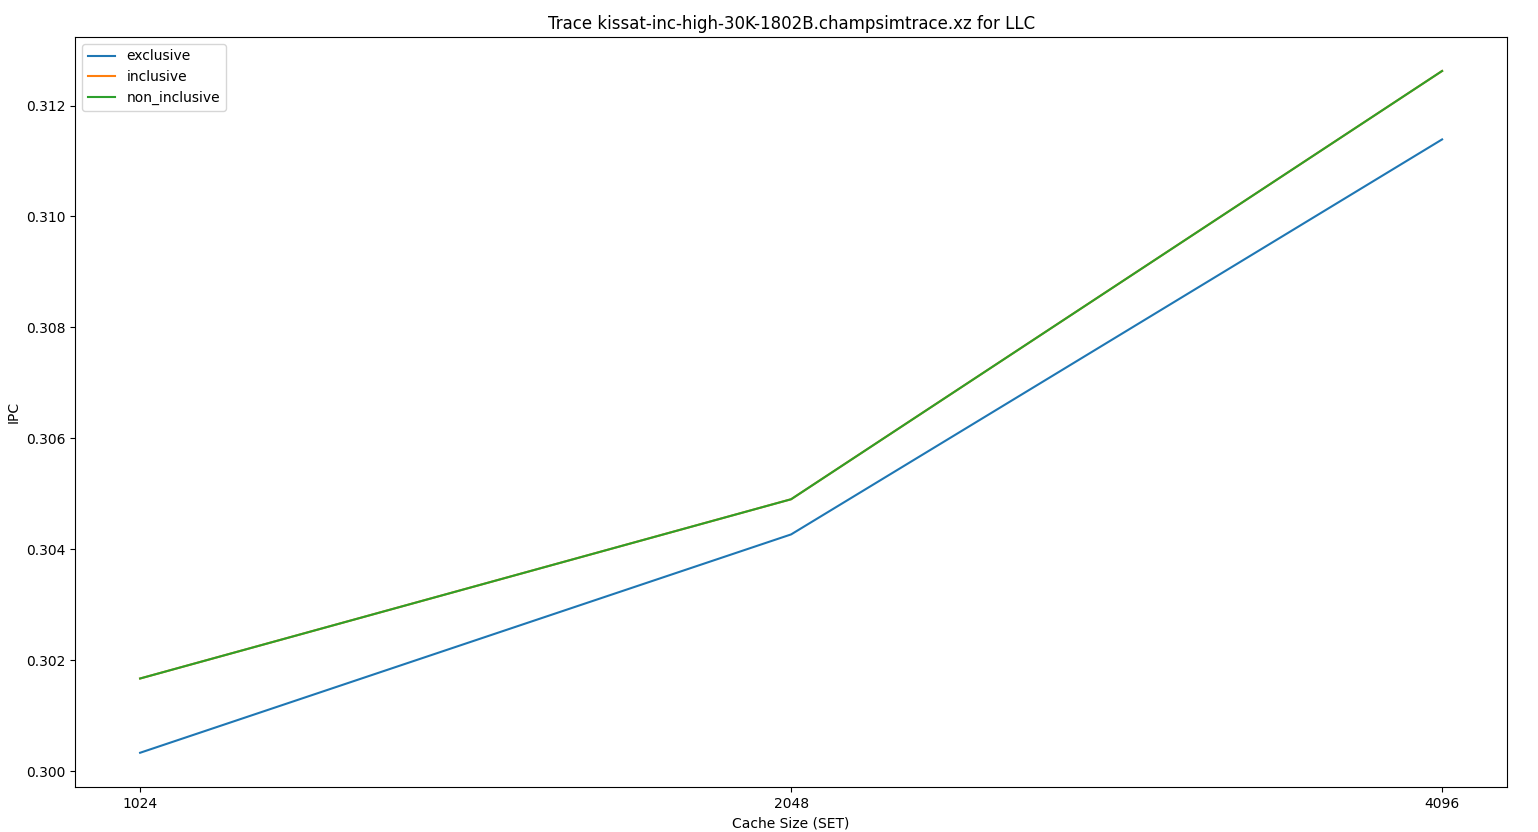 Trace kissat-inc-high-30K-1802B.champsimtrace.xz for LLC
exclusive
inclusive
non_inclusive
0.312
0.310
0.308
0.306
0.304
0.302
0.300
IPC
1024 2048 4096
Cache Size (SET)